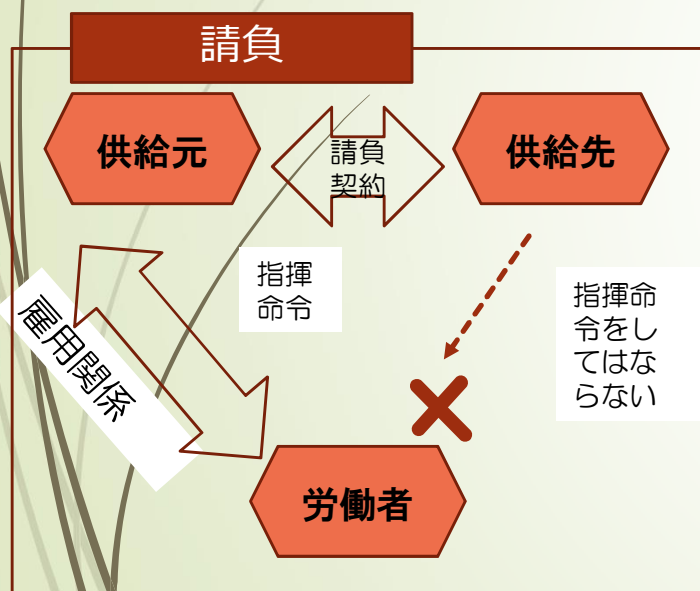 請負
供給元
請負
契約
供給先
指揮
命令
指揮命
令をし
てはな
らない
雇用関係
労働者